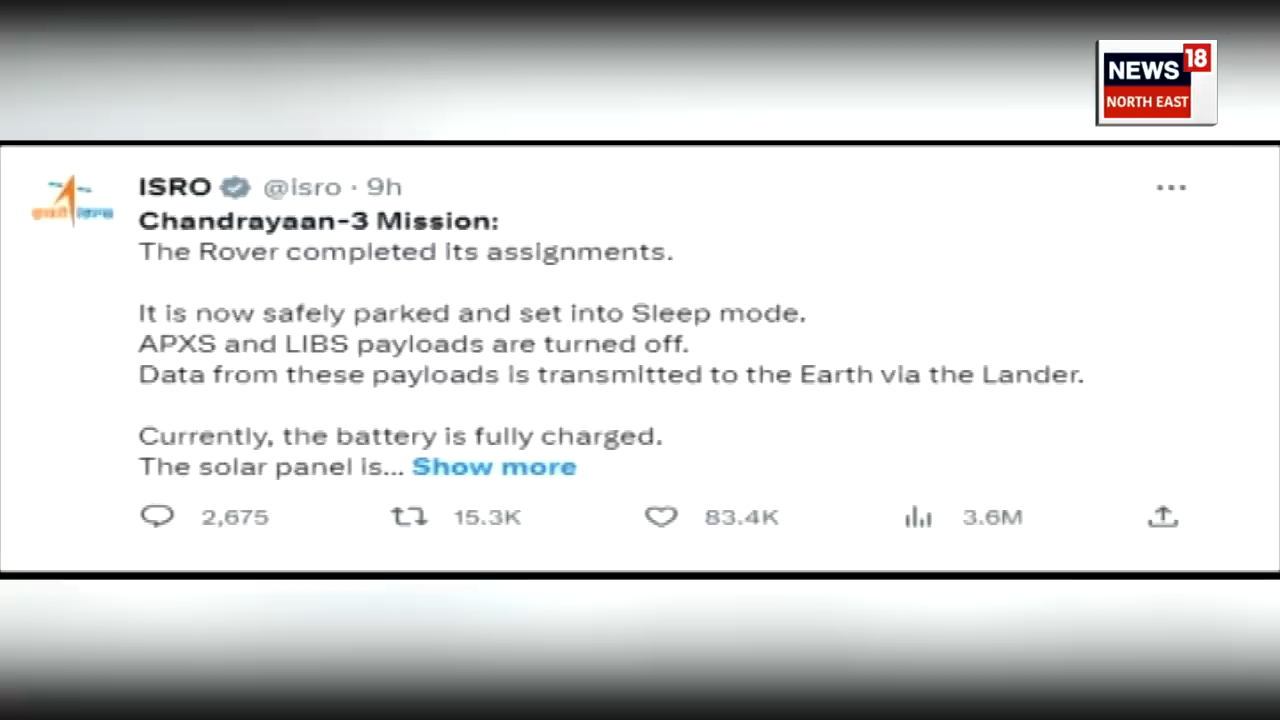 NEWS 18
NORTH EAST
ISRO @isro · 9h
Chandrayaan-3 Mission:
The Rover completed its assignments.
It is now safely parked and set into Sleep mode.
APXS and LIBS payloads are turned off.
Data from these payloads is transmitted to the Earth via the Lander.
Currently, the battery is fully charged.
The solar panel is... Show more
2,675 15.3K 83.4K 3.6M